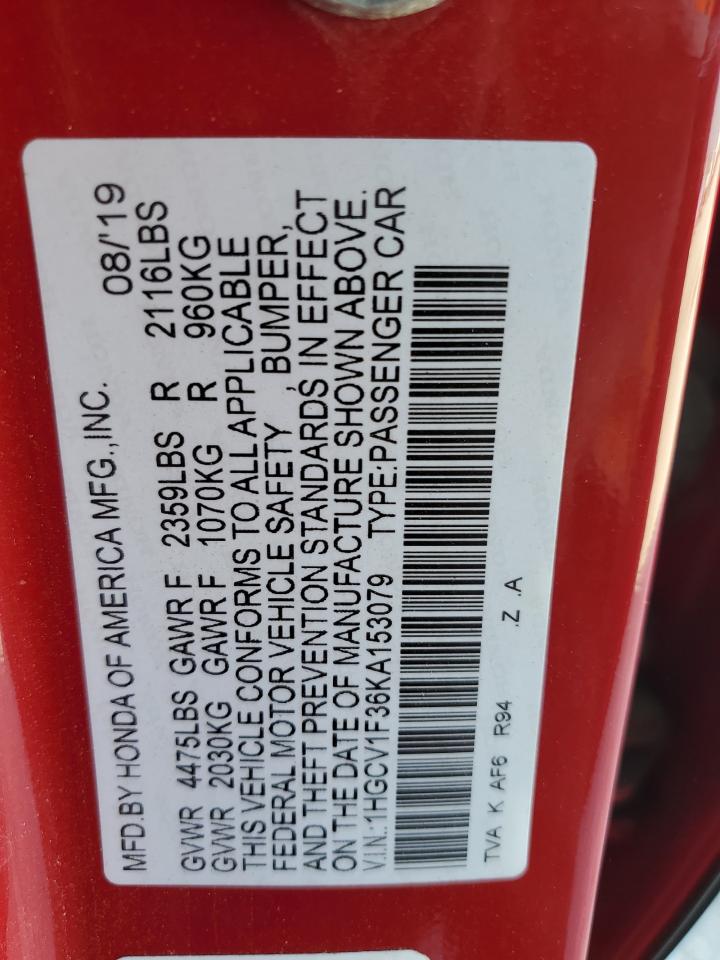 MFD.BY HONDA OF AMERICA MFG.,INC. 08/'19
GVWR 4475LBS GAWR F 2359LBS R 2116LBS
GVWR 2030KG GAWR F 1070KG R 960KG
THIS VEHICLE CONFORMS TO ALL APPLICABLE
FEDERAL MOTOR VEHICLE SAFETY , BUMPER,
AND THEFT PREVENTION STANDARDS IN EFFECT
ON THE DATE OF MANUFACTURE SHOWN ABOVE.
V.I.N.:1HGCV1F36KA153079 TYPE:PASSENGER CAR
TVA K AF6 R94 .Z .A